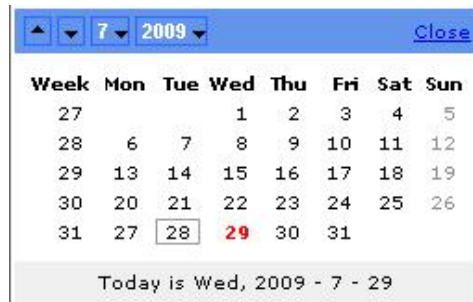 7 2009 Close
Week Mon Tue Wed Thu Fri Sat Sun
27 1 2 3 4 5
28 6 7 8 9 10 11 12
29 13 14 15 16 17 18 19
30 20 21 22 23 24 25 26
31 27 28 29 30 31
Today is Wed, 2009 - 7 - 29